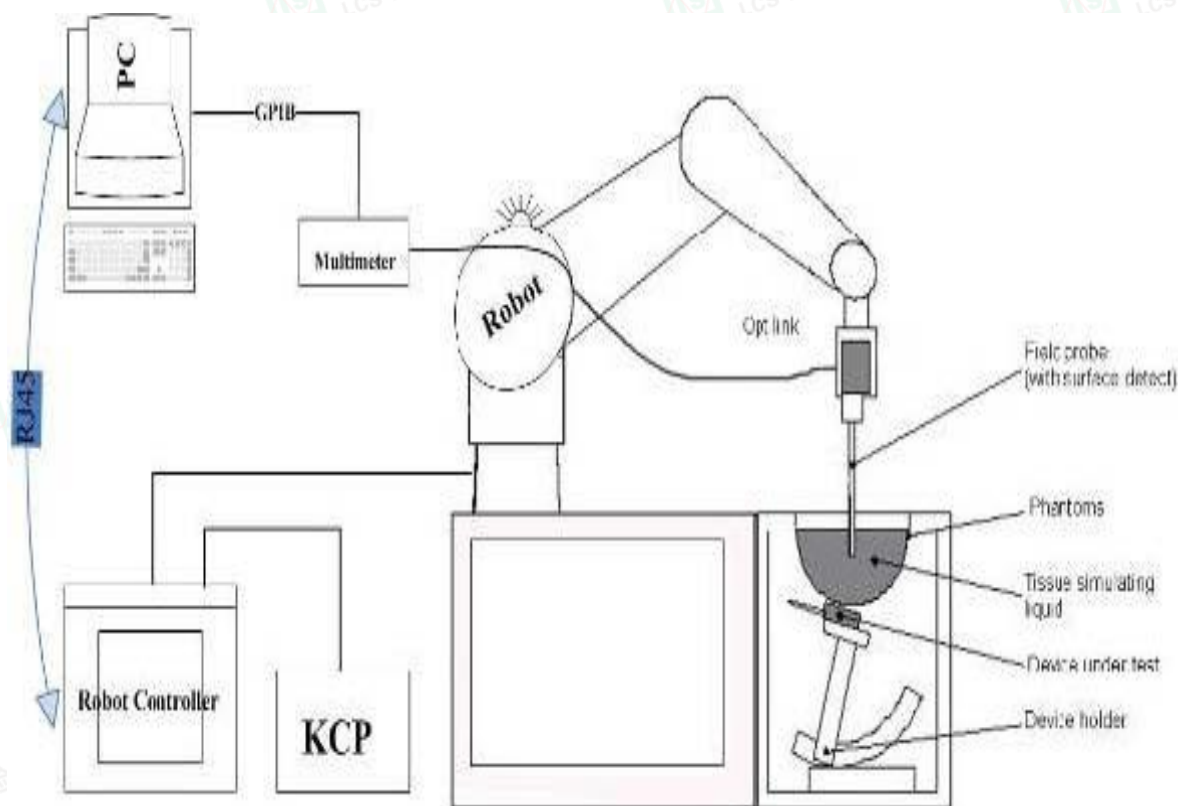 PC
GPIB
Multimeter
Robot
Opt link
Field probe
(with surface detect)
Phantoms
Tissue simulating
liquid
Device under test
Device holder
RJ45
Robot Controller
KCP